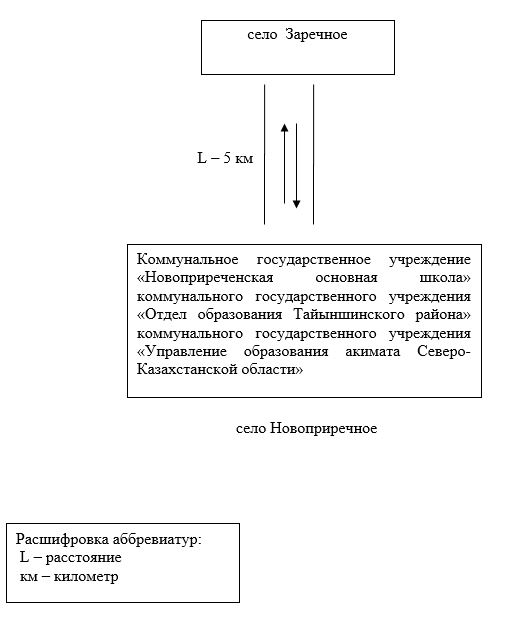 село Заречное
L – 5 км
Коммунальное государственное учреждение
«Новоприреченская основная школа»
коммунального государственного учреждения
«Отдел образования Тайыншинского района»
коммунального государственного учреждения
«Управление образования акимата Северо-
Казахстанской области»
село Новоприречное
Расшифровка аббревиатур:
L – расстояние
км – километр